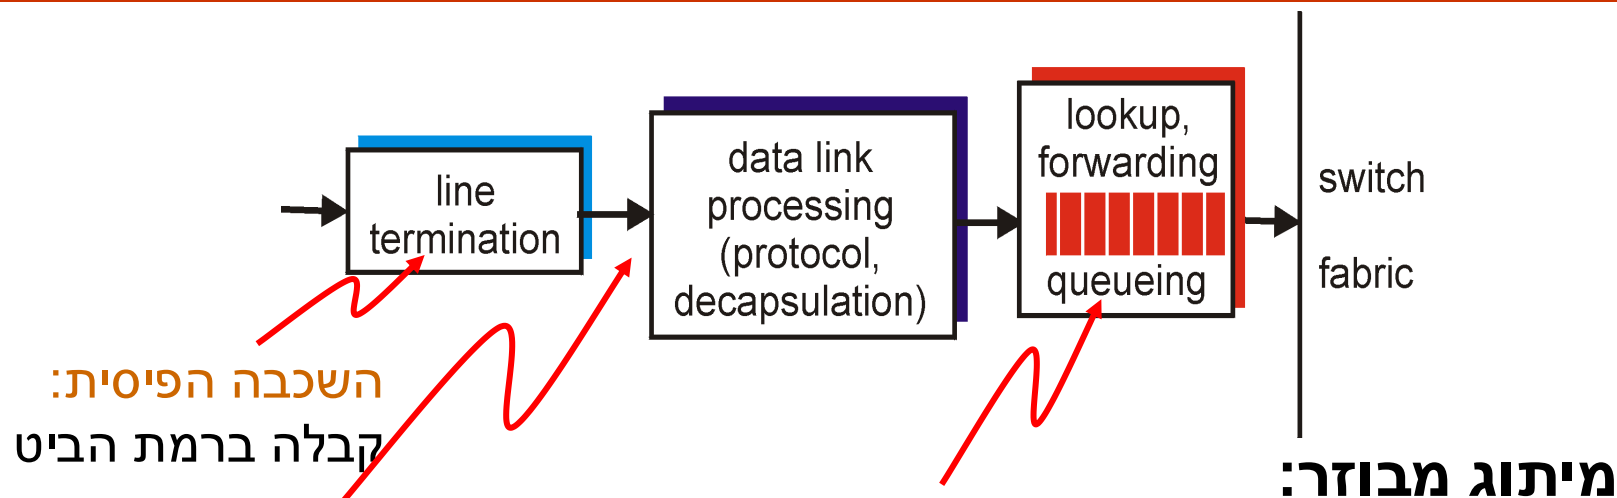 line
termination
data link
processing
(protocol,
decapsulation)
lookup,
forwarding
queueing
switch
fabric
השכבה הפיסית:
קבלה ברמת הביט
מיתוג מבוזר: